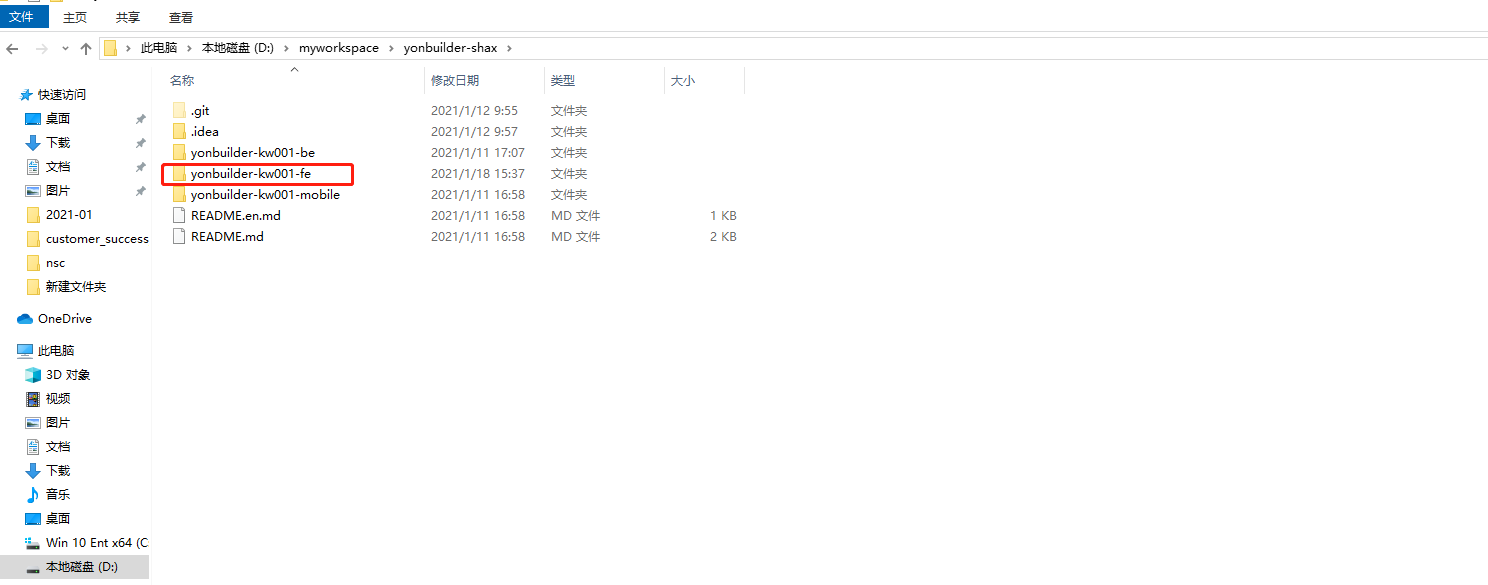 文件 主页 共享 查看
此电脑 本地磁盘 (D:) myworkspace yonbuilder-shax
名称 修改日期 类型 大小
快速访问
桌面
下载
文档
图片
2021-01
customer_success
nsc
新建文件夹
OneDrive
此电脑
3D 对象
视频
图片
文档
下载
音乐
桌面
Win 10 Ent x64 (C
本地磁盘 (D:)
.git 2021/1/12 9:55 文件夹
.idea 2021/1/12 9:57 文件夹
yonbuilder-kw001-be 2021/1/11 17:07 文件夹
yonbuilder-kw001-fe 2021/1/18 15:37 文件夹
yonbuilder-kw001-mobile 2021/1/11 16:58 文件夹
README.en.md 2021/1/11 16:58 MD 文件 1 KB
README.md 2021/1/11 16:58 MD 文件 2 KB